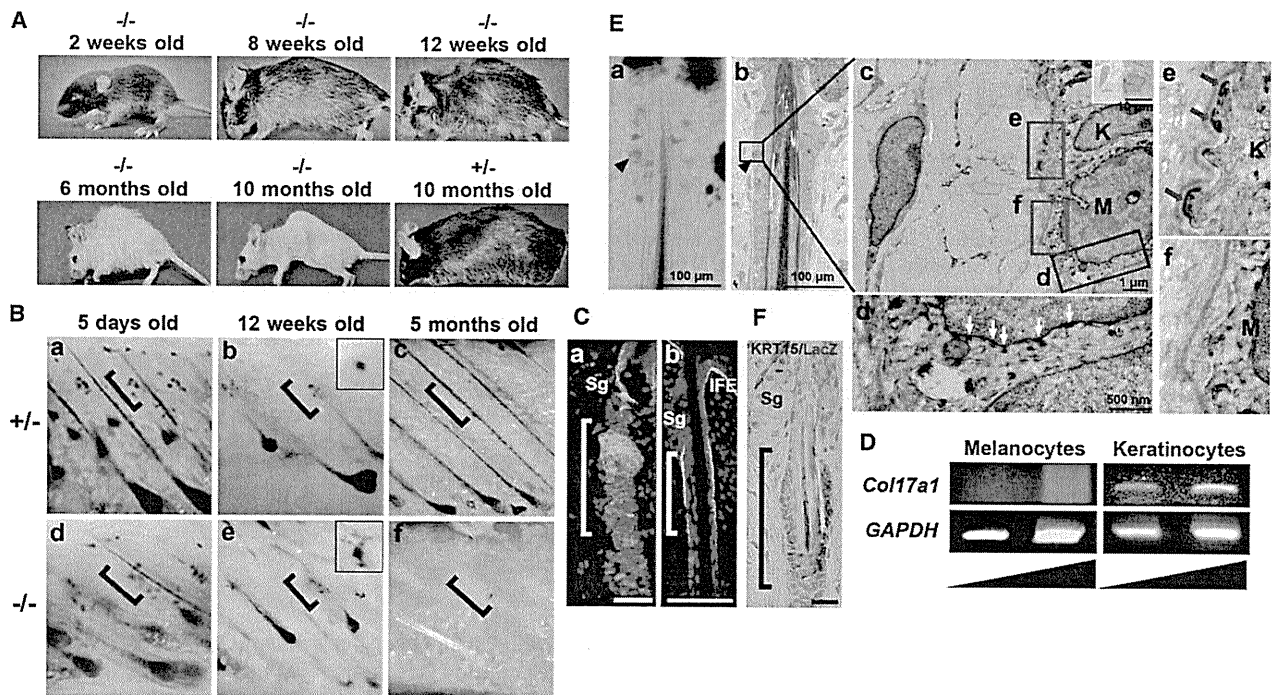 A
-/-
2 weeks old
-/-
8 weeks old
-/-
12 weeks old
-/-
6 months old
-/-
10 months old
+/-
10 months old
B
5 days old
12 weeks old
5 months old
+/-
a
b
c
-/-
d
e
f
C
a
Sg
b
Sg
IFE
F
KRT15/LacZ
Sg
E
a
100 μm
b
100 μm
c
10 μm
e
K
M
f
d
1 μm
d
500 nm
e
K
f
M
D
Melanocytes
Keratinocytes
Col17a1
GAPDH